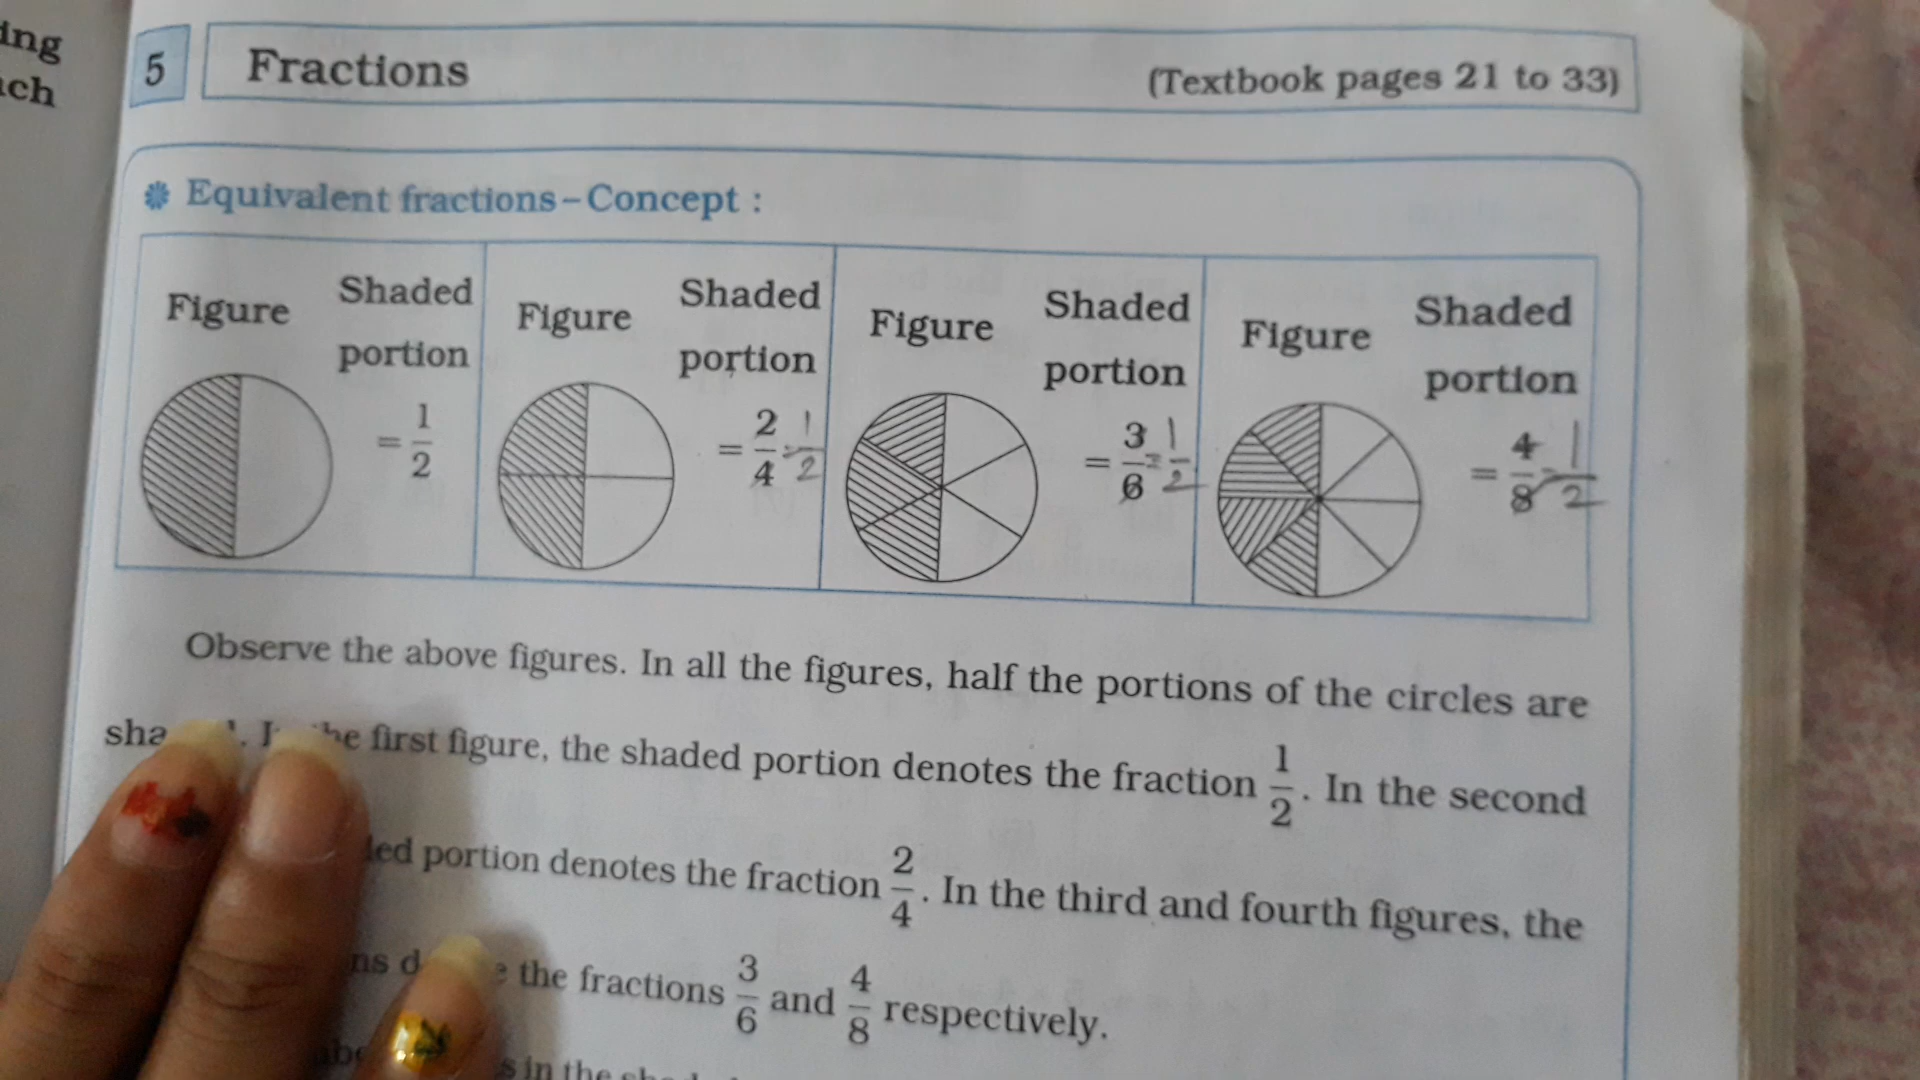 ing
ch
5 Fractions (Textbook pages 21 to 33)
Equivalent fractions – Concept :
Figure Shaded portion = 1/2
Figure Shaded portion = 2/4 = 1/2
Figure Shaded portion = 3/6 = 1/2
Figure Shaded portion = 4/8 = 1/2
Observe the above figures. In all the figures, half the portions of the circles are
the first figure, the shaded portion denotes the fraction 1/2. In the second
portion denotes the fraction 2/4. In the third and fourth figures, the
the fractions 3/6 and 4/8 respectively.
in the